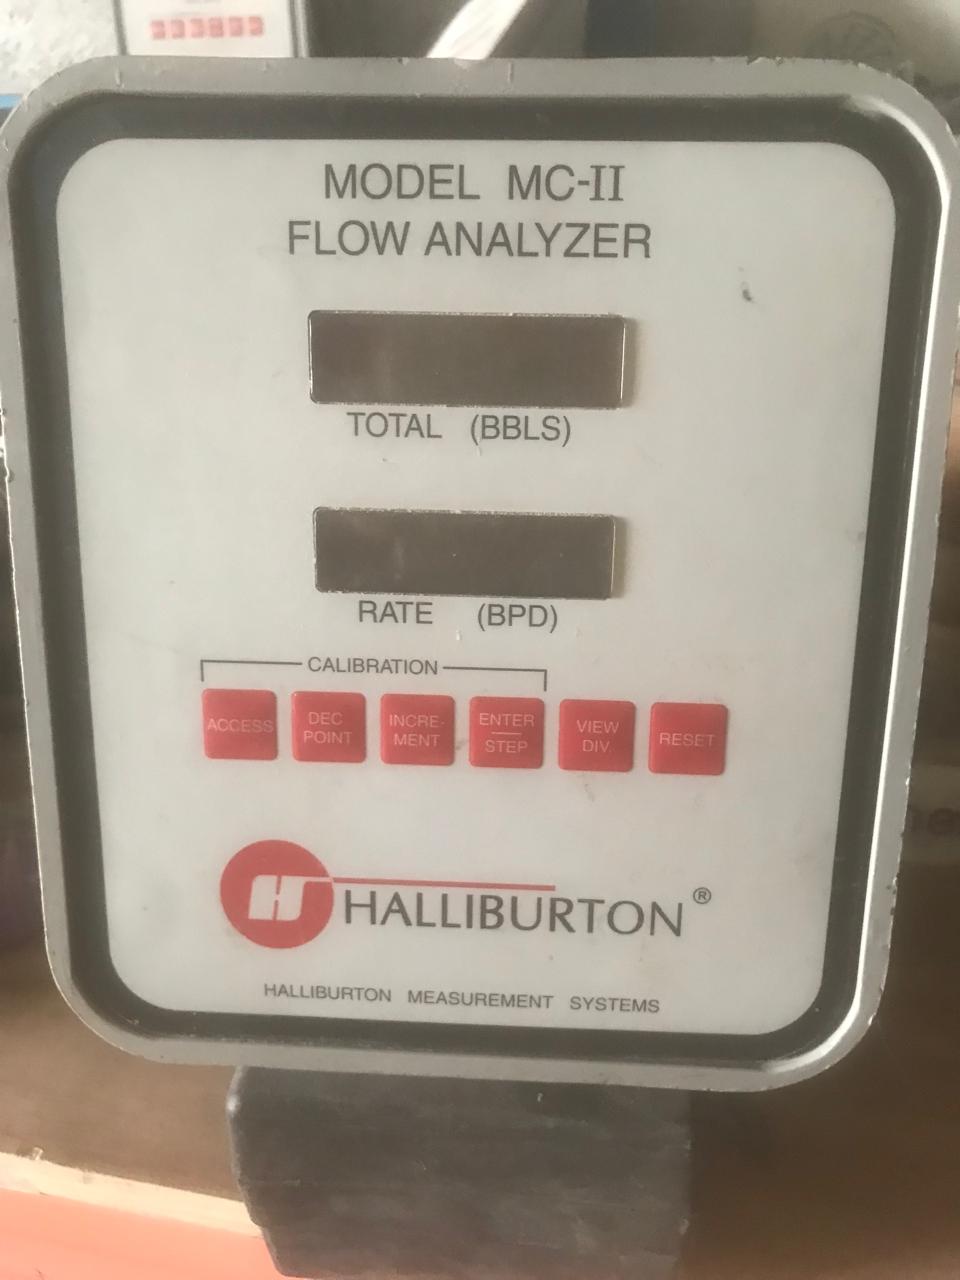 MODEL MC-II
FLOW ANALYZER
TOTAL (BBLS)
RATE (BPD)
CALIBRATION
ACCESS
DEC
POINT
INCRE-
MENT
ENTER
STEP
VIEW
DIV.
RESET
HALLIBURTON®
HALLIBURTON MEASUREMENT SYSTEMS